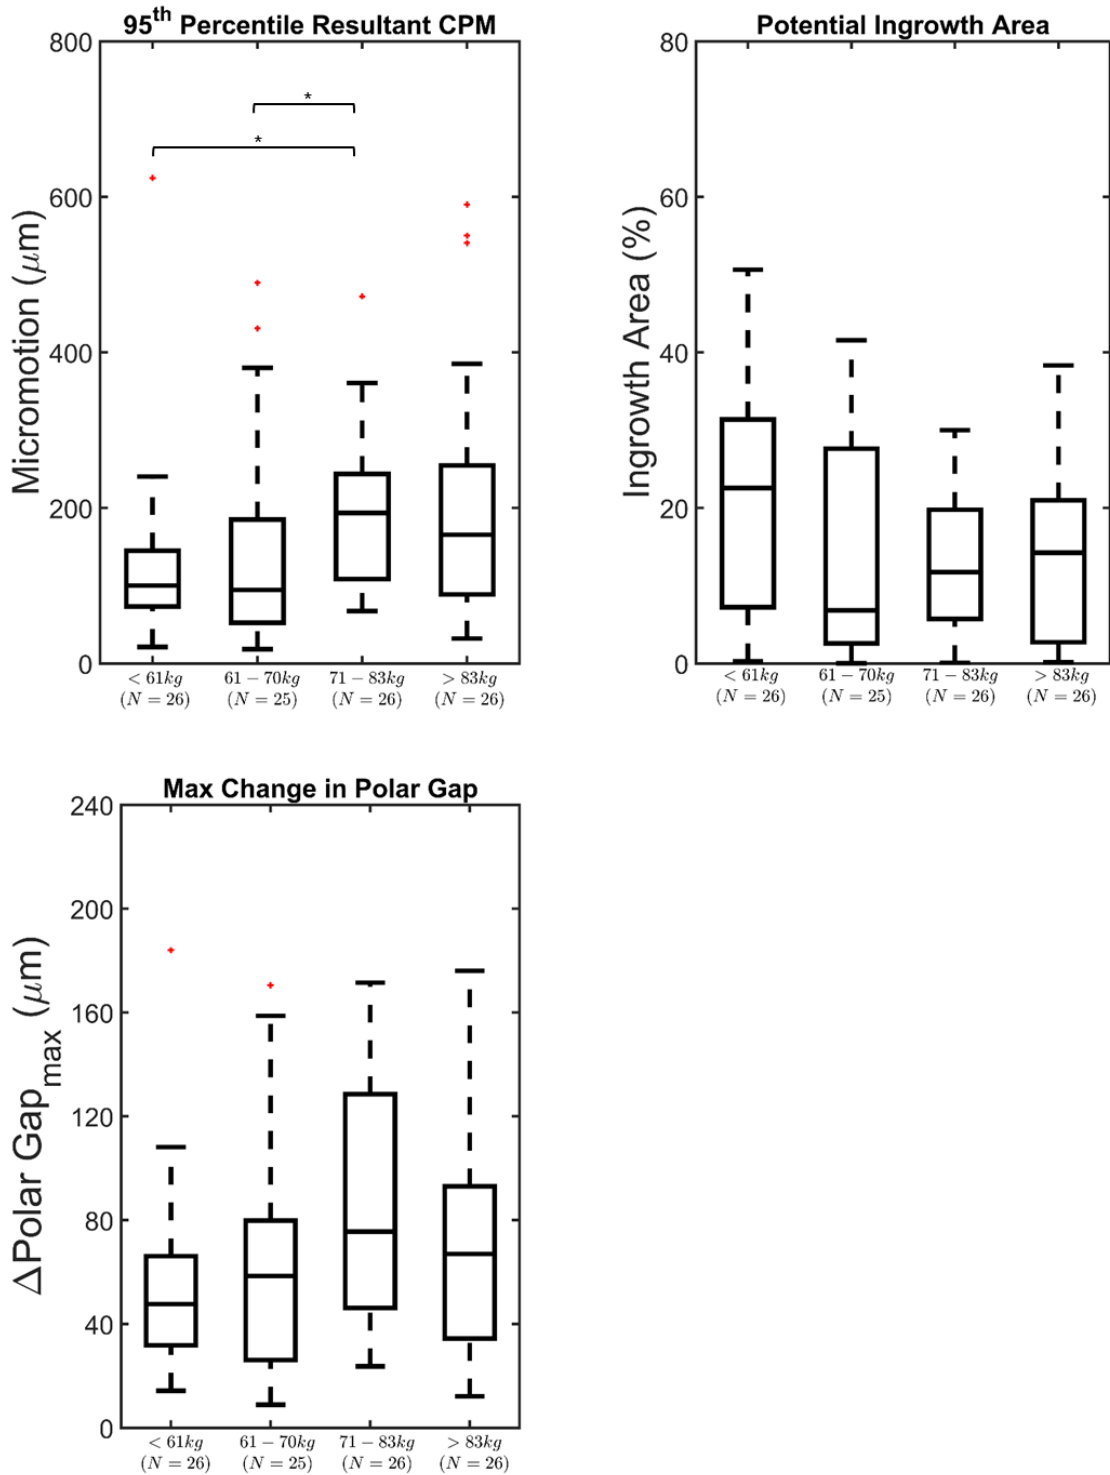 95th Percentile Resultant CPM
Micromotion (μm)
800
600
400
200
0
*
*
< 61kg
(N = 26)
61 − 70kg
(N = 25)
71 − 83kg
(N = 26)
> 83kg
(N = 26)
Potential Ingrowth Area
Ingrowth Area (%)
80
60
40
20
0
< 61kg
(N = 26)
61 − 70kg
(N = 25)
71 − 83kg
(N = 26)
> 83kg
(N = 26)
Max Change in Polar Gap
ΔPolar Gapmax (μm)
240
200
160
120
80
40
0
< 61kg
(N = 26)
61 − 70kg
(N = 25)
71 − 83kg
(N = 26)
> 83kg
(N = 26)